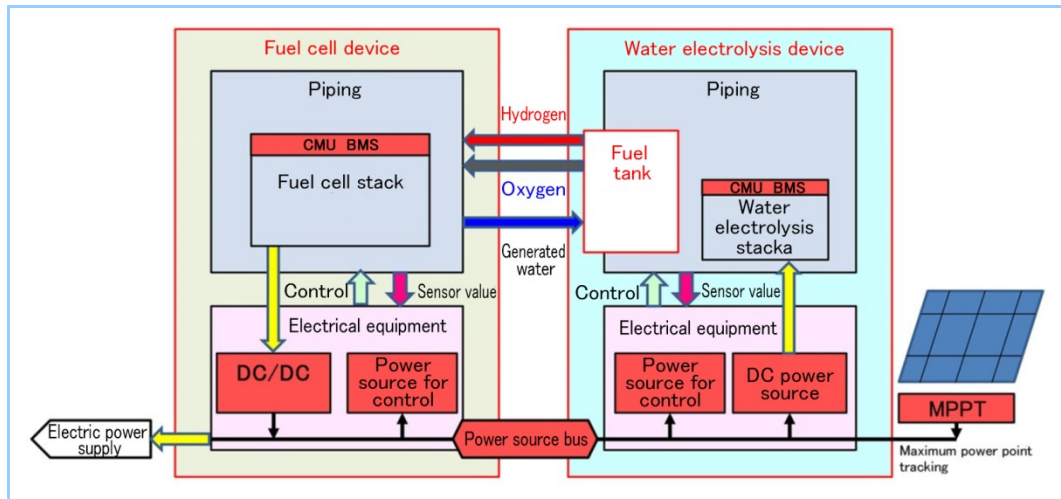 Fuel cell device
Piping
CMU BMS
Fuel cell stack
Control
Sensor value
Electrical equipment
DC/DC
Power
source for
control
Electric power
supply
Hydrogen
Oxygen
Generated
water
Power source bus
Water electrolysis device
Piping
Fuel
tank
CMU BMS
Water
electrolysis
stacka
Control
Sensor value
Electrical equipment
Power
source for
control
DC power
source
MPPT
Maximum power point
tracking